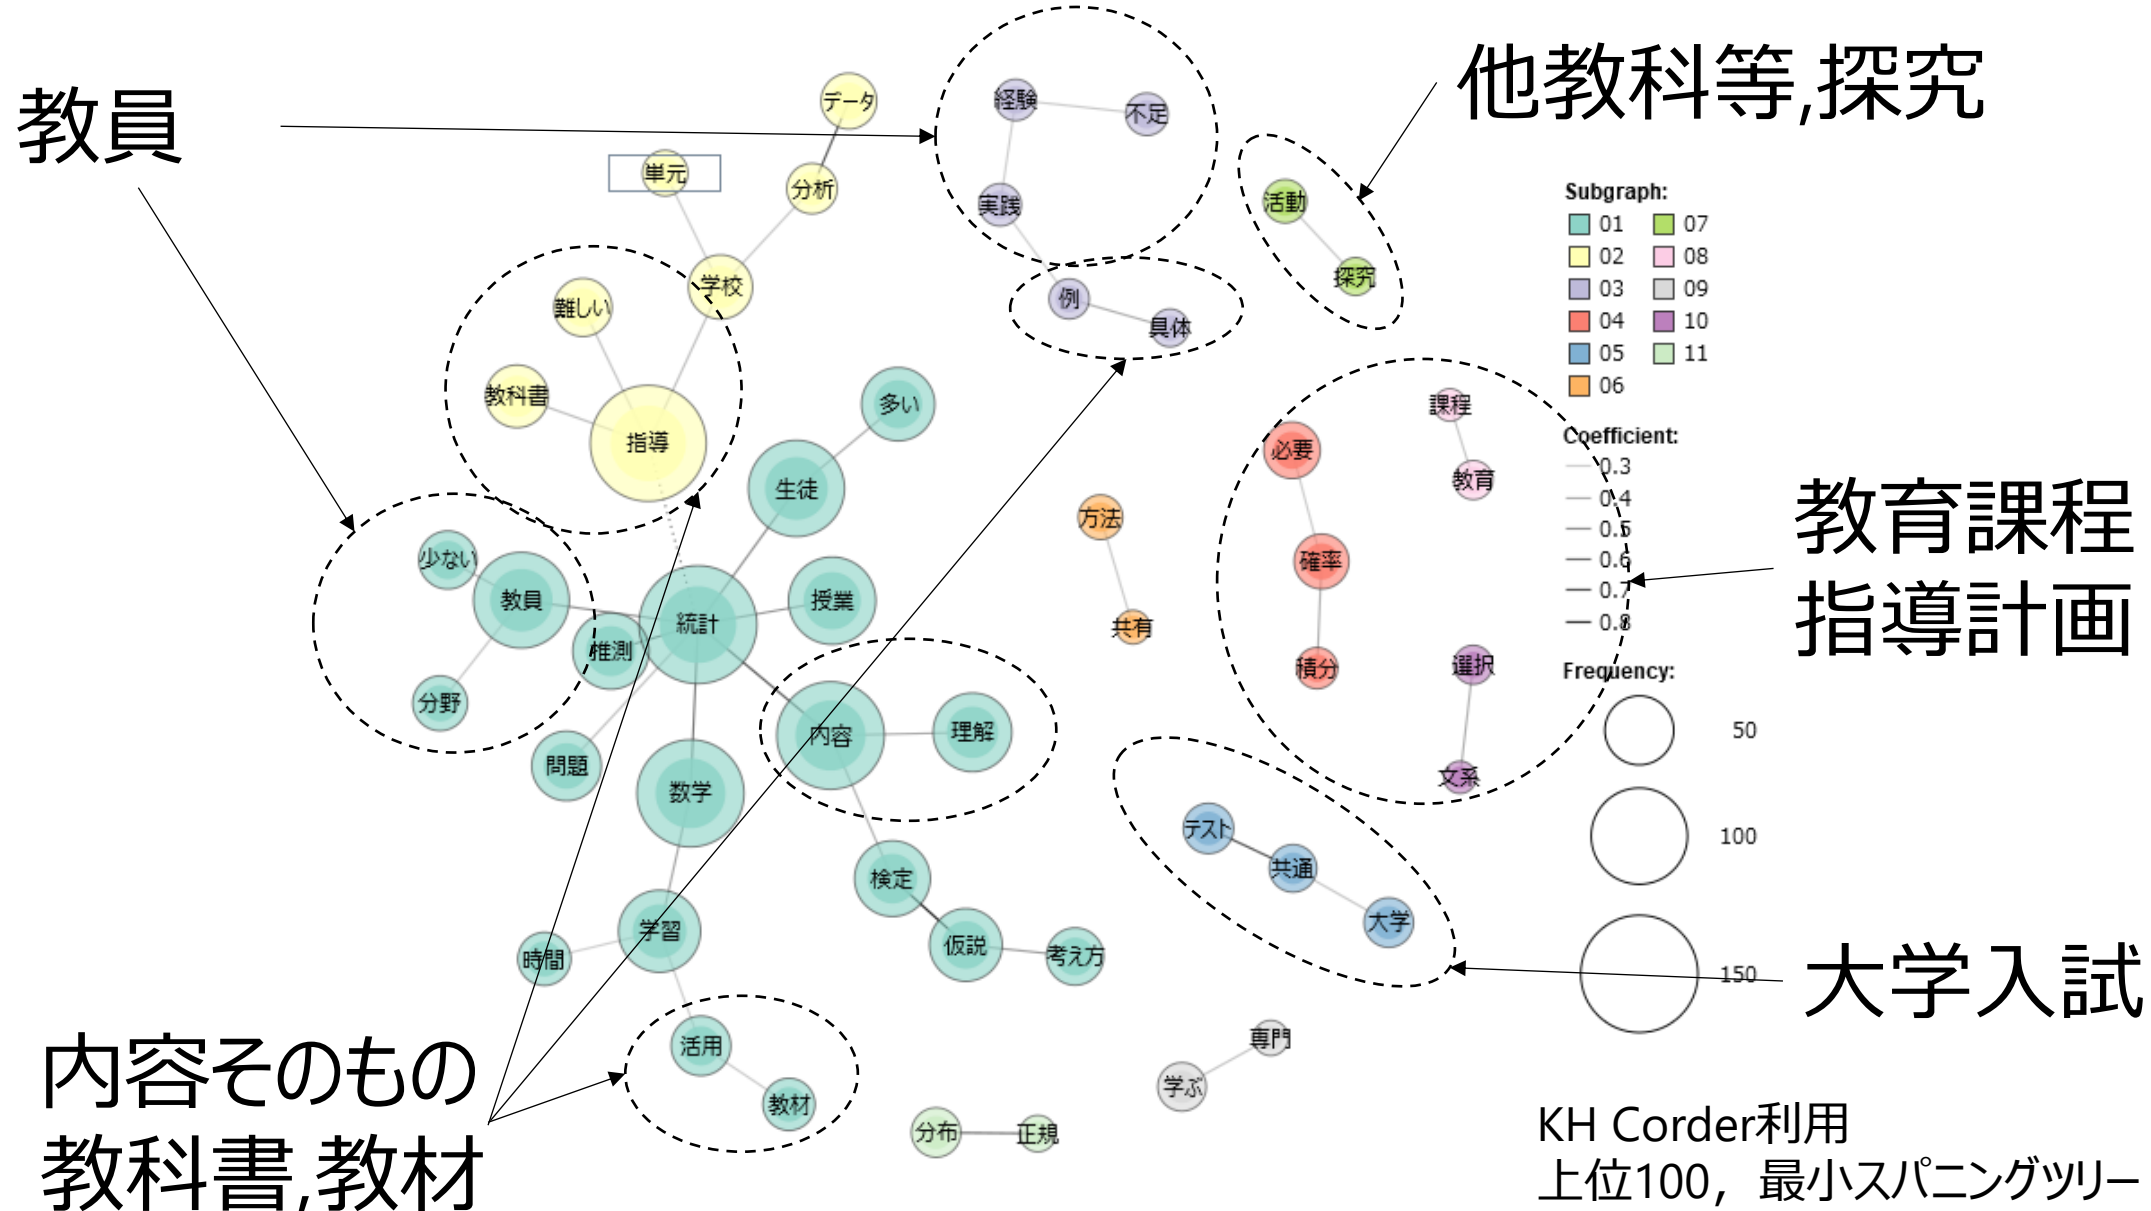 教員
他教科等,探究
データ
経験
不足
単元
分析
実践
活動
探究
学校
難しい
例
具体
教科書
指導
多い
生徒
課程
必要
教育
方法
確率
共有
積分
選択
文系
少ない
教員
推測
統計
授業
分野
問題
数学
内容
理解
テスト
共通
大学
検定
仮説
考え方
学習
時間
活用
教材
専門
学ぶ
分布
正規
Subgraph:
01 07
02 08
03 09
04 10
05 11
06
Coefficient:
0.3
0.4
0.5
0.6
0.7
0.8
Frequency:
50
100
150
教育課程
指導計画
大学入試
内容そのもの
教科書,教材
KH Corder利用
上位100，最小スパニングツリー